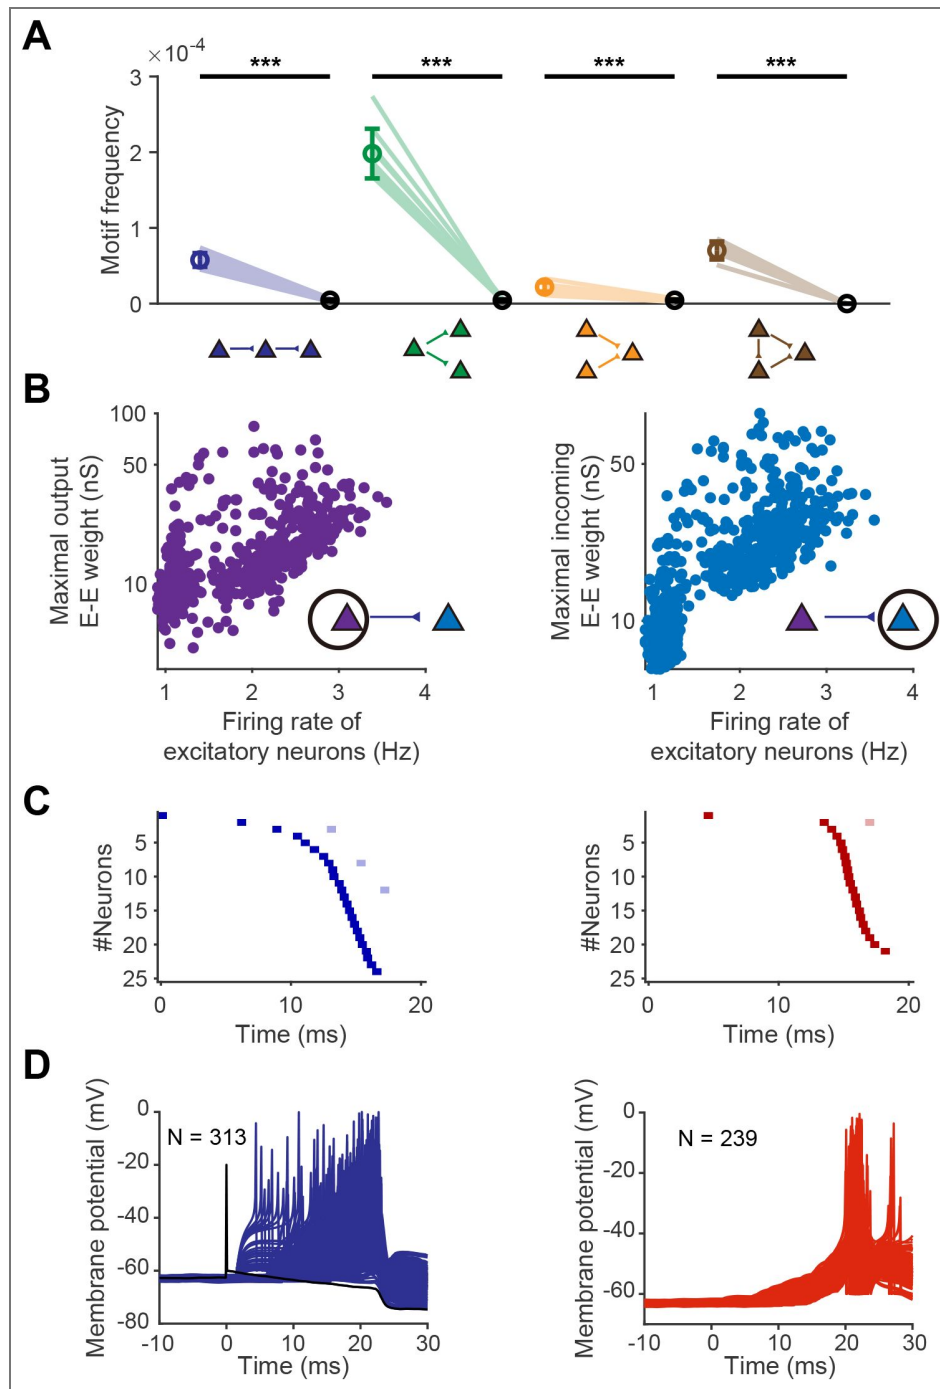 A
×10⁻⁴
*** *** *** ***
3
2
1
0
Motif frequency
B
100
50
10
Maximal output
E-E weight (nS)
1 2 3 4
Firing rate of
excitatory neurons (Hz)
50
10
Maximal incoming
E-E weight (nS)
1 2 3 4
Firing rate of
excitatory neurons (Hz)
C
5
10
15
20
25
#Neurons
0 10 20
Time (ms)
5
10
15
20
25
#Neurons
0 10 20
Time (ms)
D
0
-20
-40
-60
-80
Membrane potential (mV)
N = 313
-10 0 10 20 30
Time (ms)
0
-20
-40
-60
Membrane potential (mV)
N = 239
-10 0 10 20 30
Time (ms)